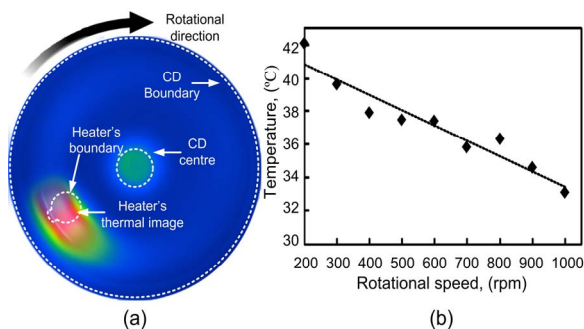 (a)
Rotational
direction
CD
Boundary
Heater's
boundary
CD
centre
Heater's
thermal image
(a)
Temperature, (°C)
42
40
38
36
34
32
30
200 300 400 500 600 700 800 900 1000
Rotational speed, (rpm)
(b)